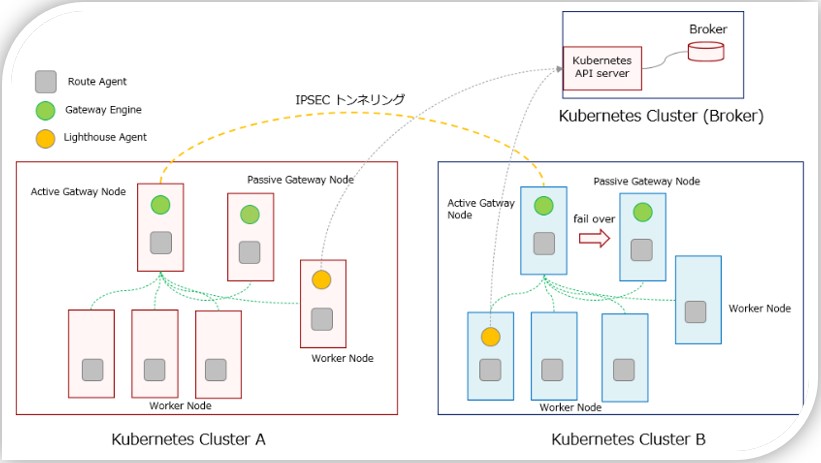 Broker
Kubernetes
API server
Kubernetes Cluster (Broker)
Route Agent
Gateway Engine
Lighthouse Agent
IPSEC トンネリング
Active Gatway Node
Passive Gateway Node
Worker Node
Worker Node
Kubernetes Cluster A
Active Gatway
Node
Passive Gateway Node
fail over
Worker Node
Worker Node
Kubernetes Cluster B